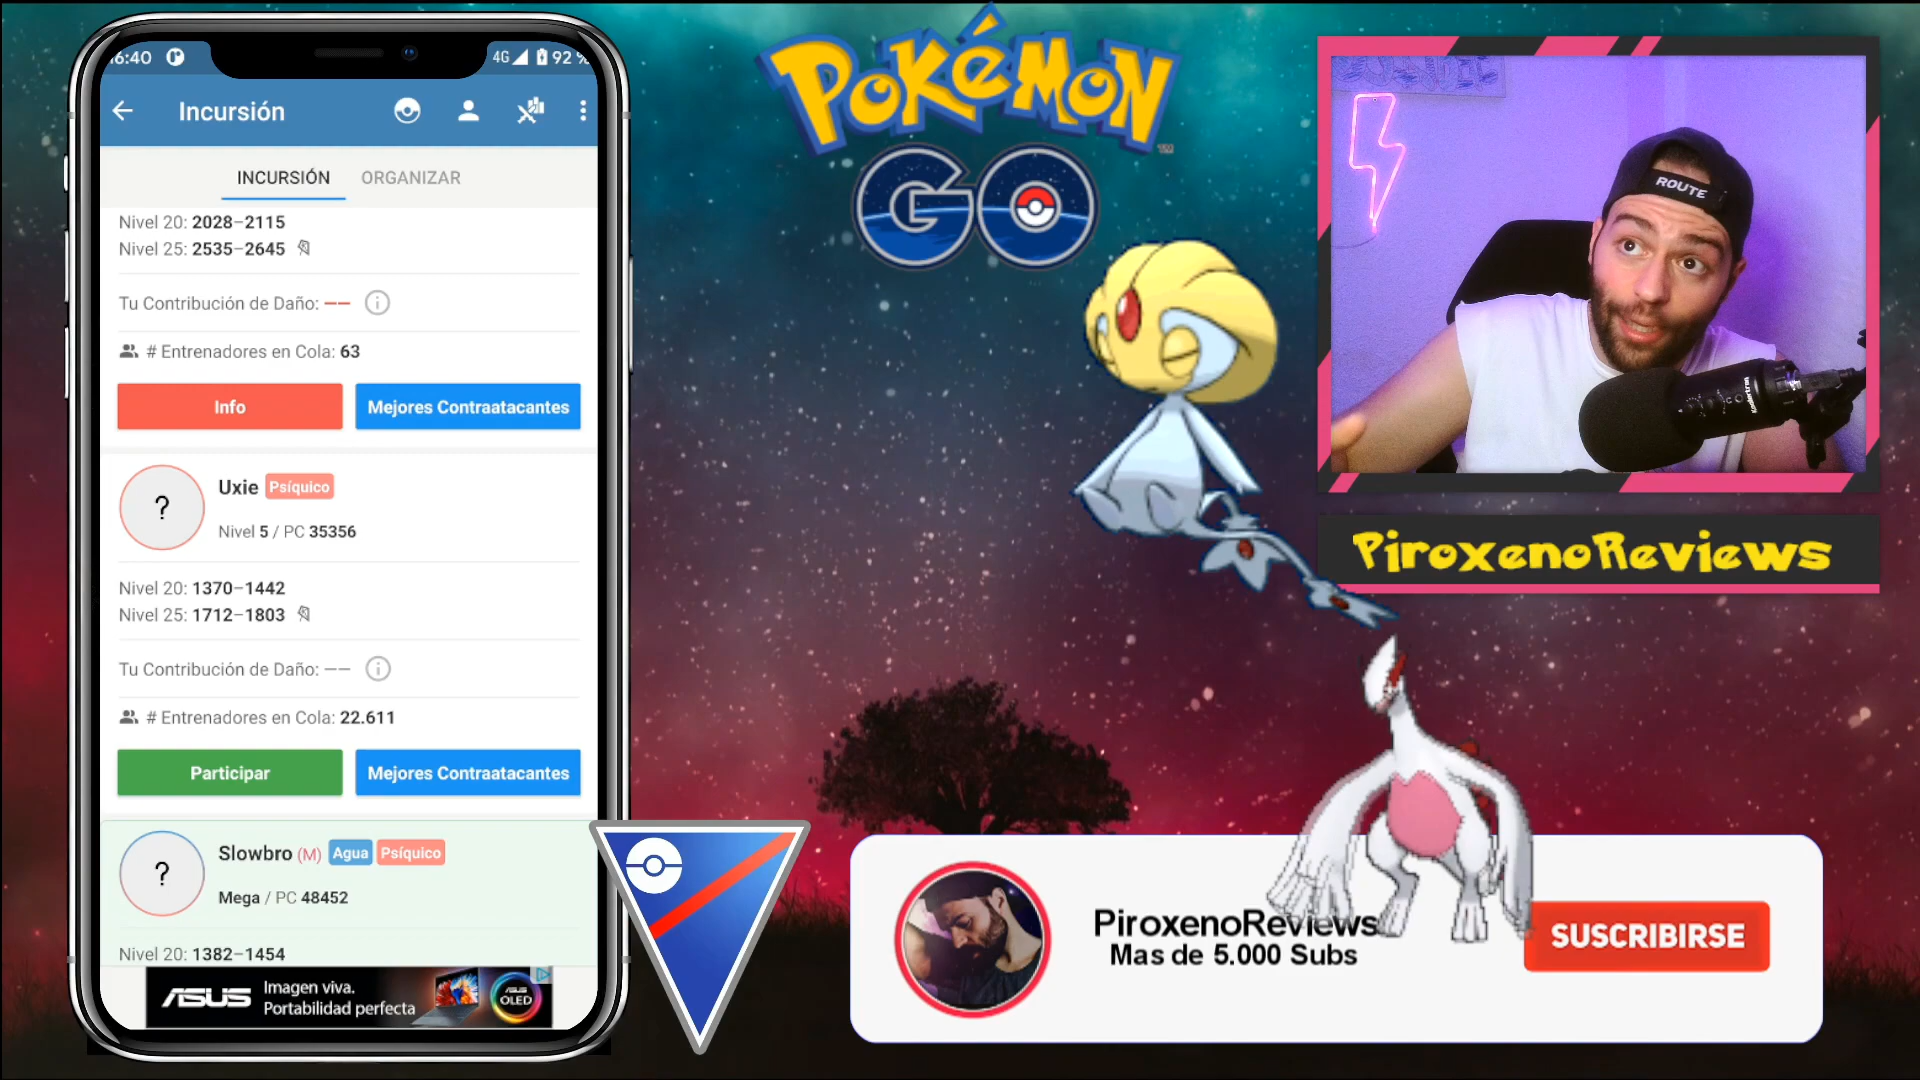 6:40
4G 92 %
Incursión
INCURSIÓN
ORGANIZAR
Nivel 20: 2028–2115
Nivel 25: 2535–2645
Tu Contribución de Daño: ––
# Entrenadores en Cola: 63
Info
Mejores Contraatacantes
? Uxie Psíquico
Nivel 5 / PC 35356
Nivel 20: 1370–1442
Nivel 25: 1712–1803
Tu Contribución de Daño: ––
# Entrenadores en Cola: 22.611
Participar
Mejores Contraatacantes
? Slowbro (M) Agua Psíquico
Mega / PC 48452
Nivel 20: 1382–1454
ASUS
Imagen viva.
Portabilidad perfecta
ASUS
OLED
POKéMON
TM
GO
ROUTE
PiroxenoReviews
PiroxenoReviews
Mas de 5.000 Subs
SUSCRIBIRSE